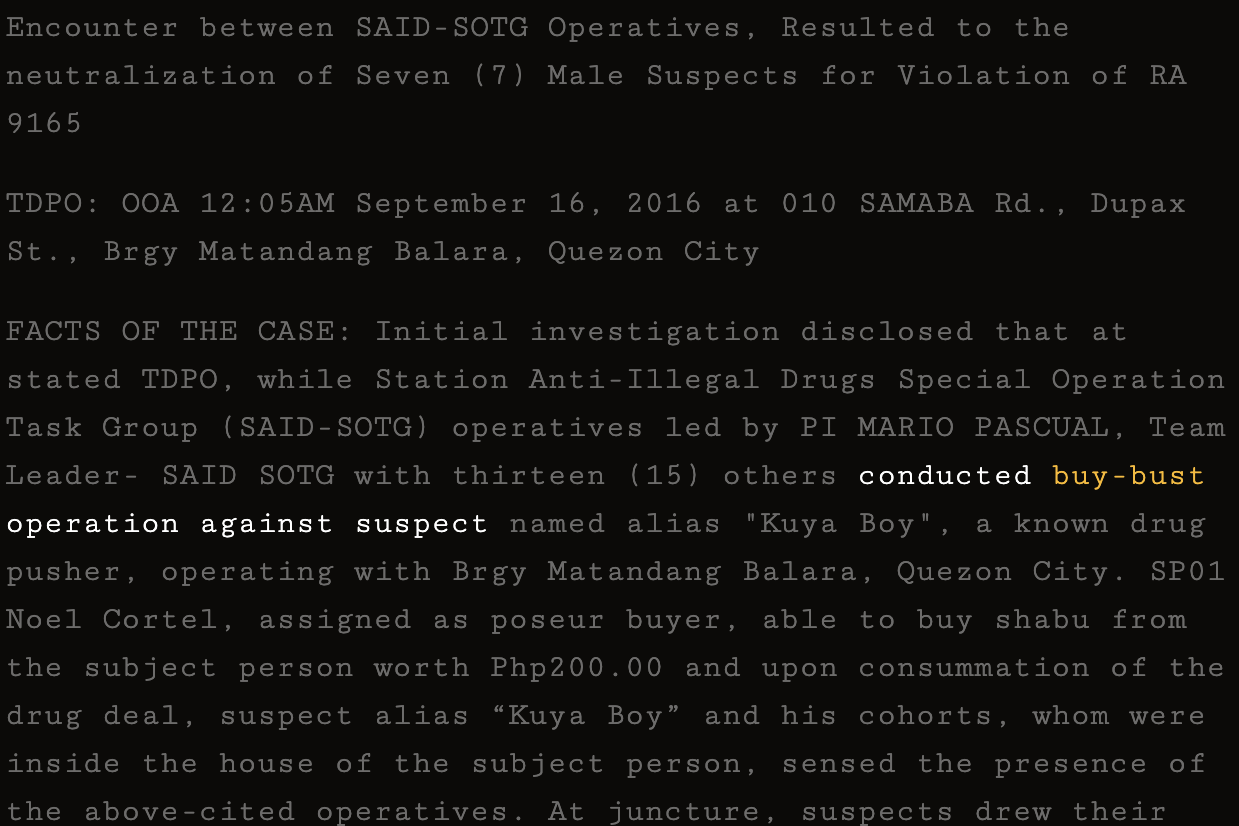 Encounter between SAID-SOTG Operatives, Resulted to the
neutralization of Seven (7) Male Suspects for Violation of RA
9165
TDPO: OOA 12:05AM September 16, 2016 at 010 SAMABA Rd., Dupax
St., Brgy Matandang Balara, Quezon City
FACTS OF THE CASE: Initial investigation disclosed that at
stated TDPO, while Station Anti-Illegal Drugs Special Operation
Task Group (SAID-SOTG) operatives led by PI MARIO PASCUAL, Team
Leader- SAID SOTG with thirteen (15) others conducted buy-bust
operation against suspect named alias "Kuya Boy", a known drug
pusher, operating with Brgy Matandang Balara, Quezon City. SP01
Noel Cortel, assigned as poseur buyer, able to buy shabu from
the subject person worth Php200.00 and upon consummation of the
drug deal, suspect alias “Kuya Boy” and his cohorts, whom were
inside the house of the subject person, sensed the presence of
the above-cited operatives. At juncture, suspects drew their